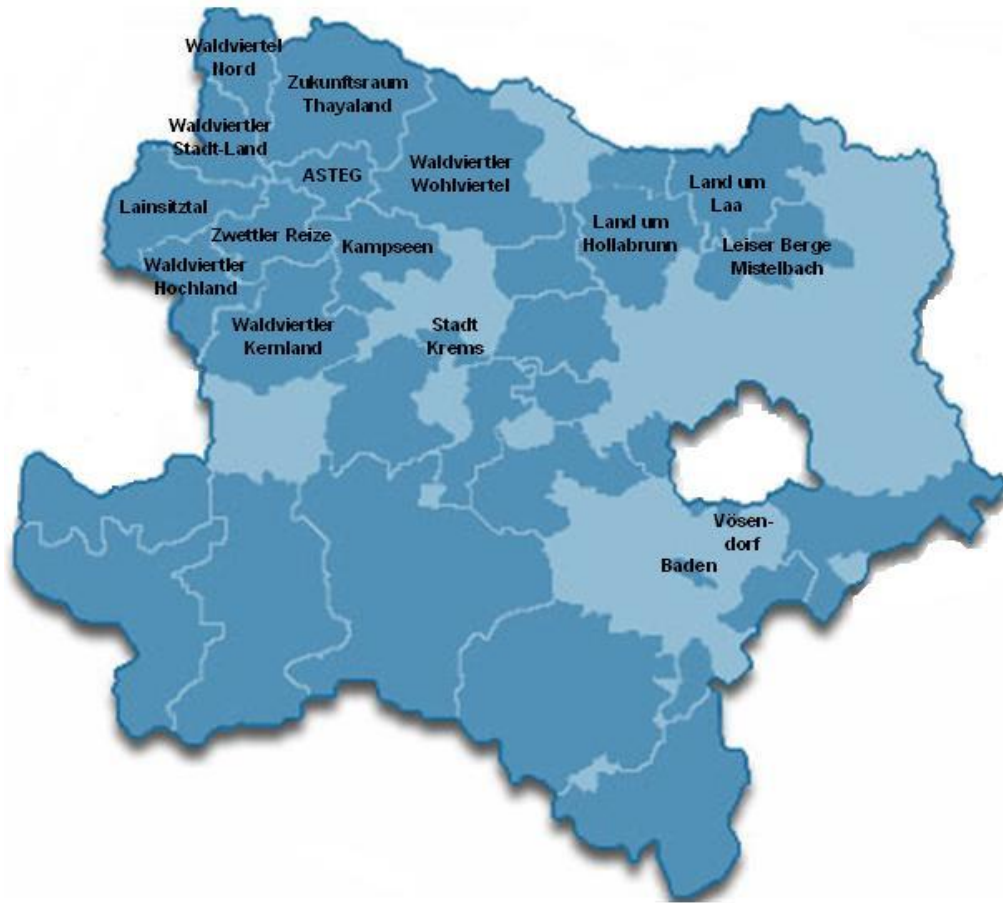 Waldviertel
Nord
Zukunftsraum
Thayaland
Waldviertler
Stadt-Land
ASTEG
Waldviertler
Wohlviertel
Land um
Laa
Lainsitztal
Zwettler Reize
Kampseen
Land um
Hollabrunn
Leiser Berge
Mistelbach
Waldviertler
Hochland
Waldviertler
Kernland
Stadt
Krems
Vösen-
dorf
Baden